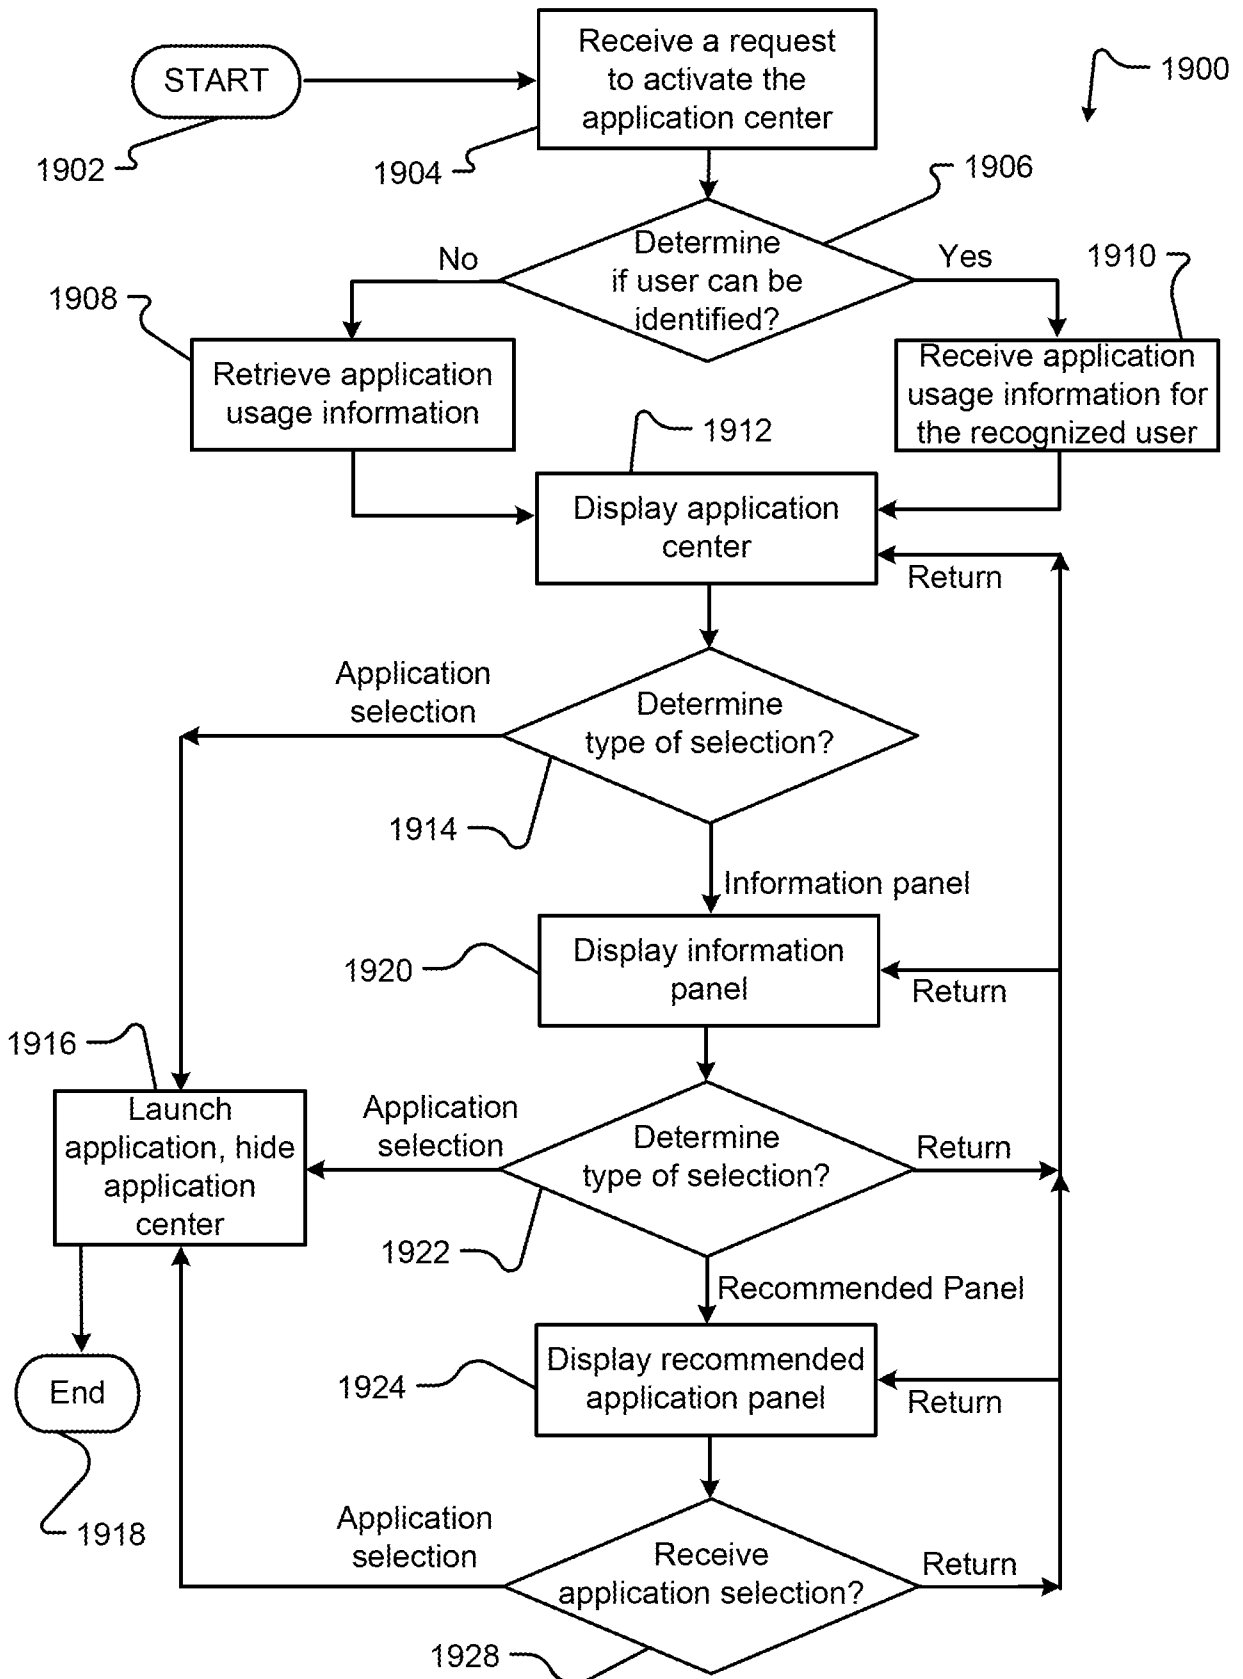 START
1902
Receive a request
to activate the
application center
1904
1900
1906
Determine
if user can be
identified?
No
Yes
1908
Retrieve application
usage information
1910
Receive application
usage information for
the recognized user
1912
Display application
center
Return
Application
selection
Determine
type of selection?
1914
Information panel
1920
Display information
panel
Return
1916
Launch
application, hide
application
center
Application
selection
Determine
type of selection?
Return
1922
Recommended Panel
1924
Display recommended
application panel
Return
End
1918
Application
selection
Receive
application selection?
Return
1928